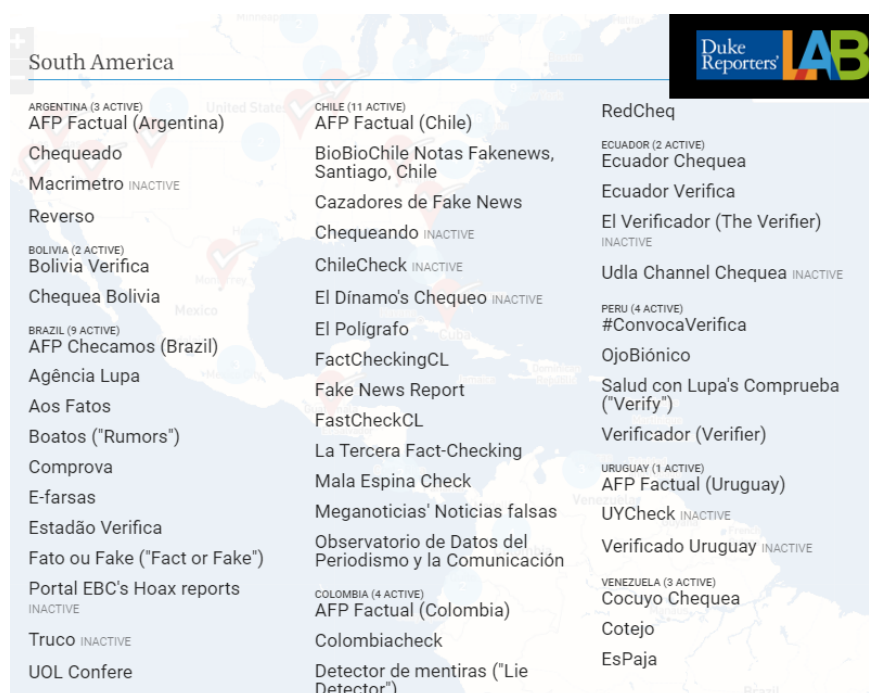 South America
Duke
Reporters' LAB
ARGENTINA (3 ACTIVE)
AFP Factual (Argentina)
Chequeado
Macrimetro INACTIVE
Reverso
BOLIVIA (2 ACTIVE)
Bolivia Verifica
Chequea Bolivia
BRAZIL (9 ACTIVE)
AFP Checamos (Brazil)
Agência Lupa
Aos Fatos
Boatos ("Rumors")
Comprova
E-farsas
Estadão Verifica
Fato ou Fake ("Fact or Fake")
Portal EBC's Hoax reports
INACTIVE
Truco INACTIVE
UOL Confere
CHILE (11 ACTIVE)
AFP Factual (Chile)
BioBioChile Notas Fakenews,
Santiago, Chile
Cazadores de Fake News
Chequeando INACTIVE
ChileCheck INACTIVE
El Dínamo's Chequeo INACTIVE
El Polígrafo
FactCheckingCL
Fake News Report
FastCheckCL
La Tercera Fact-Checking
Mala Espina Check
Meganoticias' Noticias falsas
Observatorio de Datos del
Periodismo y la Comunicación
COLOMBIA (4 ACTIVE)
AFP Factual (Colombia)
Colombiacheck
Detector de mentiras ("Lie
Detector")
RedCheq
ECUADOR (2 ACTIVE)
Ecuador Chequea
Ecuador Verifica
El Verificador (The Verifier)
INACTIVE
Udla Channel Chequea INACTIVE
PERU (4 ACTIVE)
#ConvocaVerifica
OjoBiónico
Salud con Lupa's Comprueba
("Verify")
Verificador (Verifier)
URUGUAY (1 ACTIVE)
AFP Factual (Uruguay)
UYCheck INACTIVE
Verificado Uruguay INACTIVE
VENEZUELA (3 ACTIVE)
Cocuyo Chequea
Cotejo
EsPaja
United States
Monterrey
Mexico
Cuba
Venezuela
Brazil